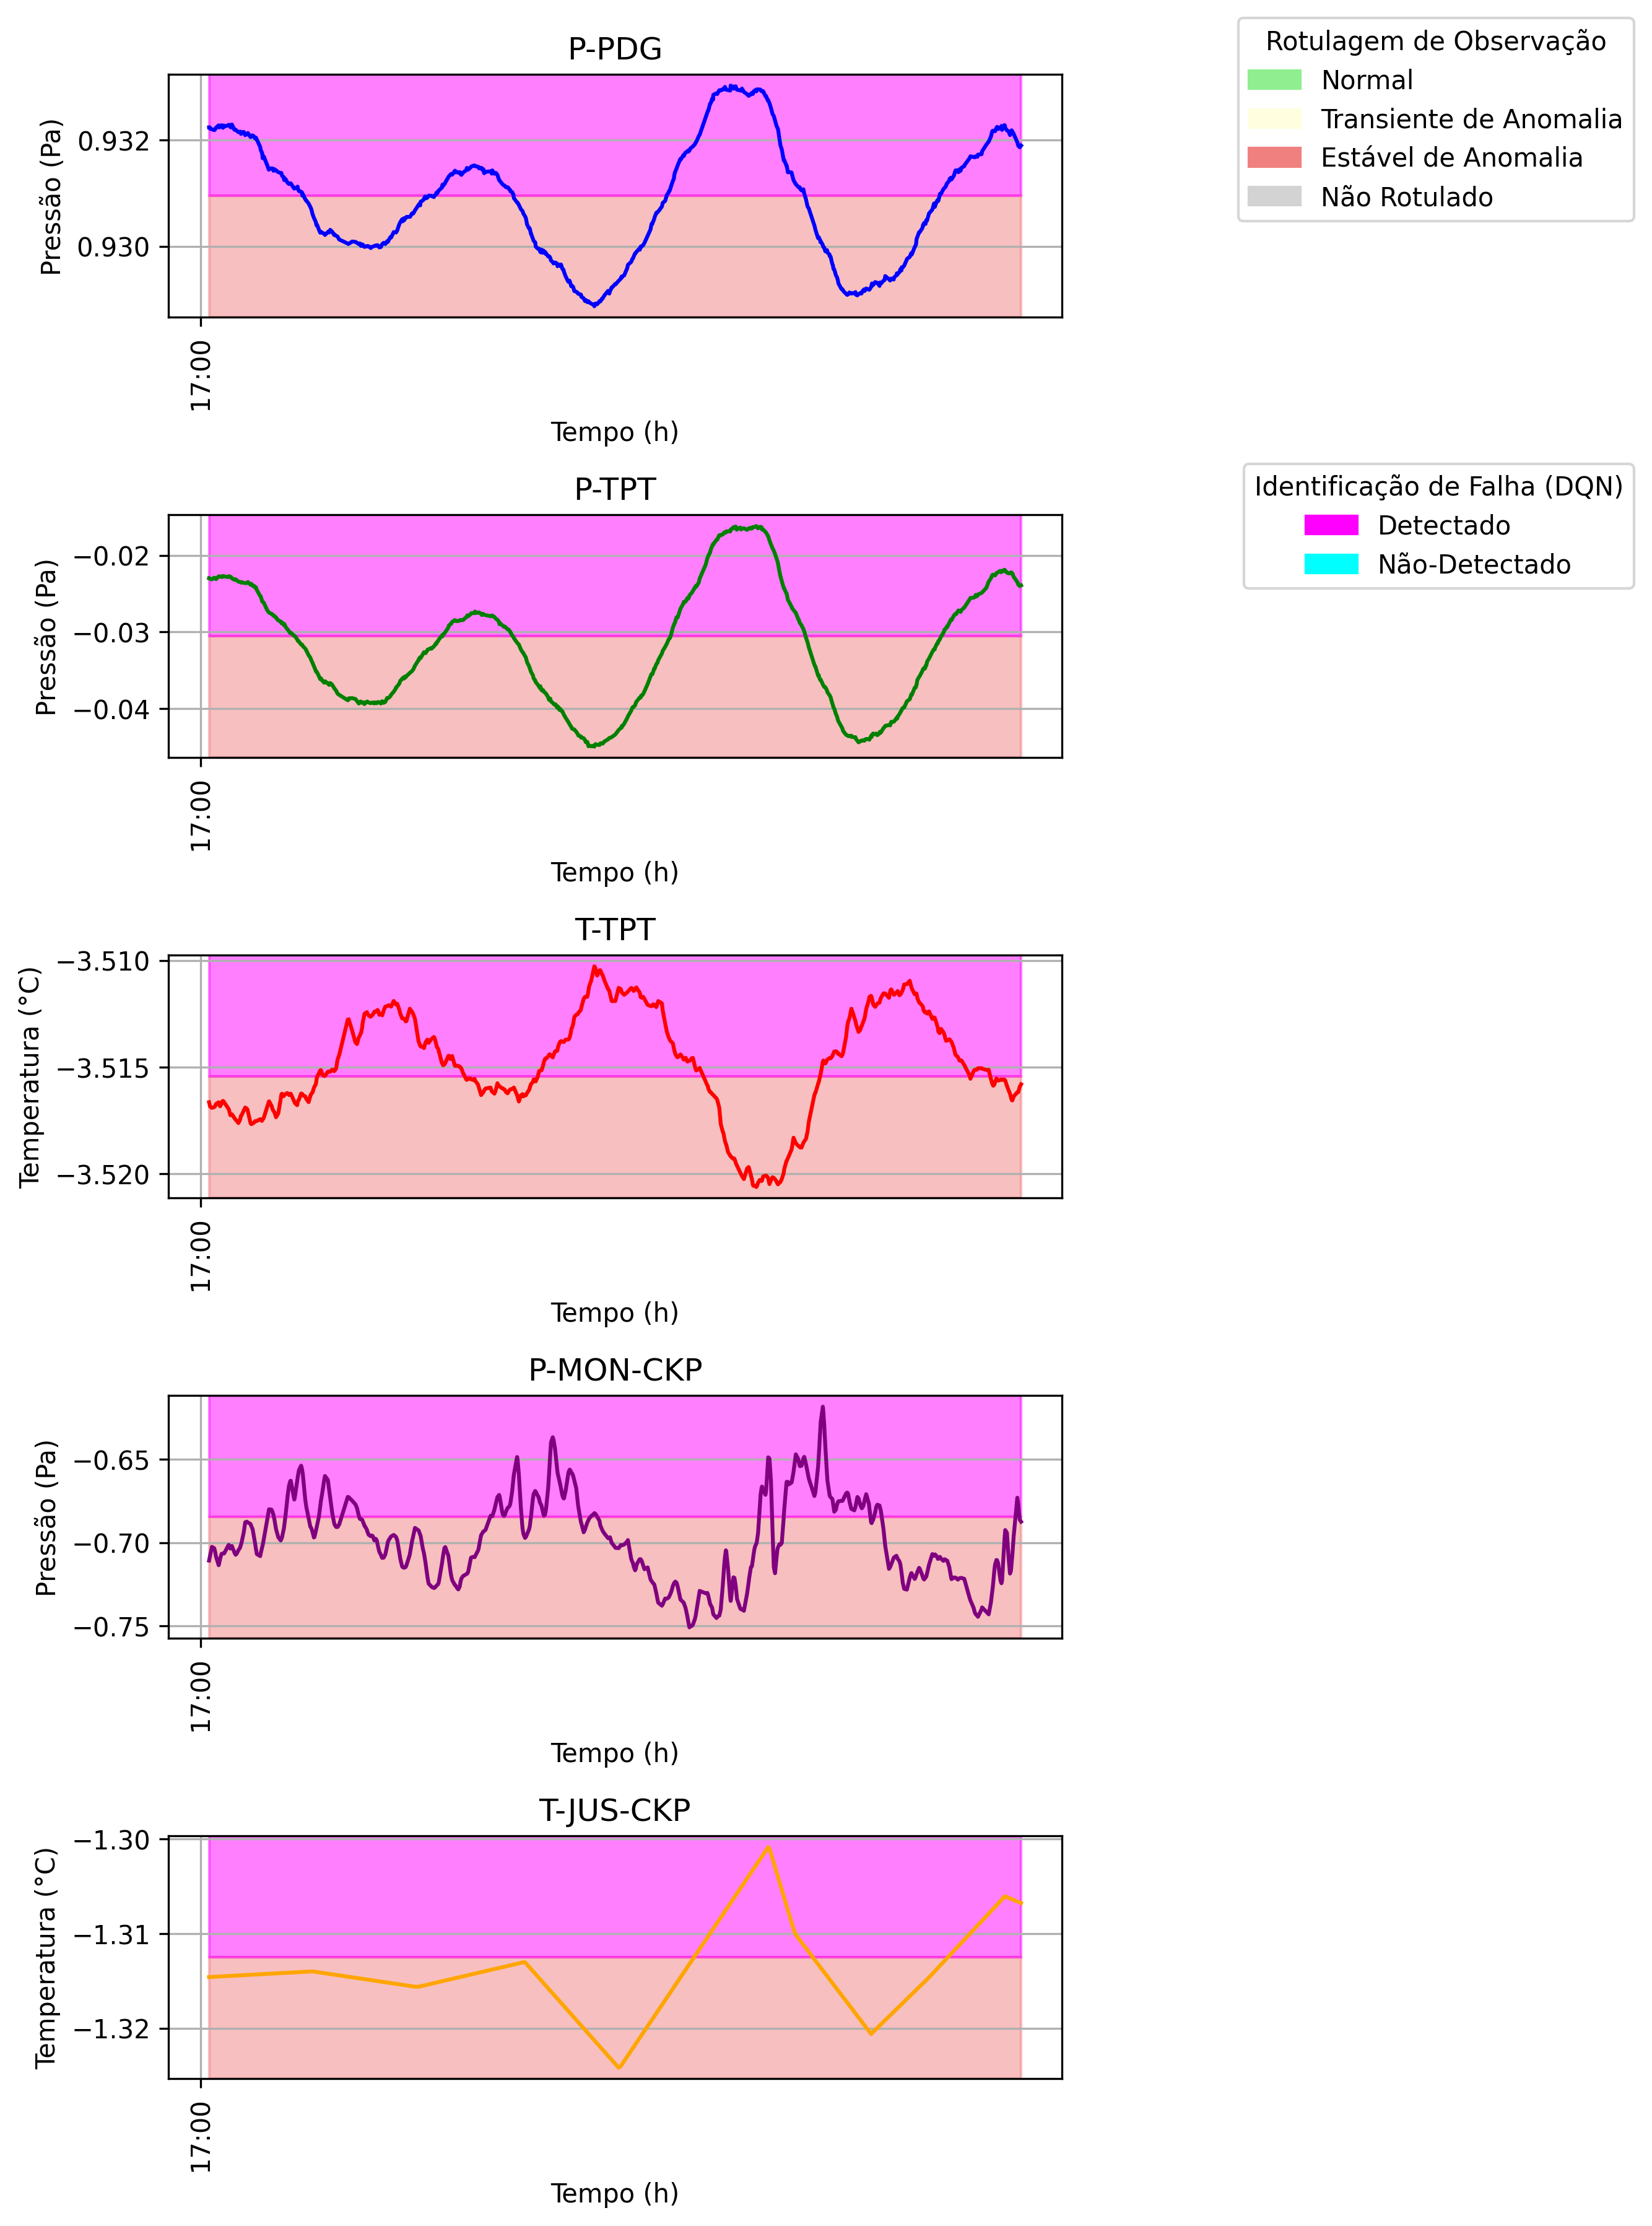 P-PDG
Pressão (Pa)
0.932
0.930
17:00
Tempo (h)
Rotulagem de Observação
Normal
Transiente de Anomalia
Estável de Anomalia
Não Rotulado
P-TPT
Pressão (Pa)
−0.02
−0.03
−0.04
17:00
Tempo (h)
Identificação de Falha (DQN)
Detectado
Não-Detectado
T-TPT
Temperatura (°C)
−3.510
−3.515
−3.520
17:00
Tempo (h)
P-MON-CKP
Pressão (Pa)
−0.65
−0.70
−0.75
17:00
Tempo (h)
T-JUS-CKP
Temperatura (°C)
−1.30
−1.31
−1.32
17:00
Tempo (h)